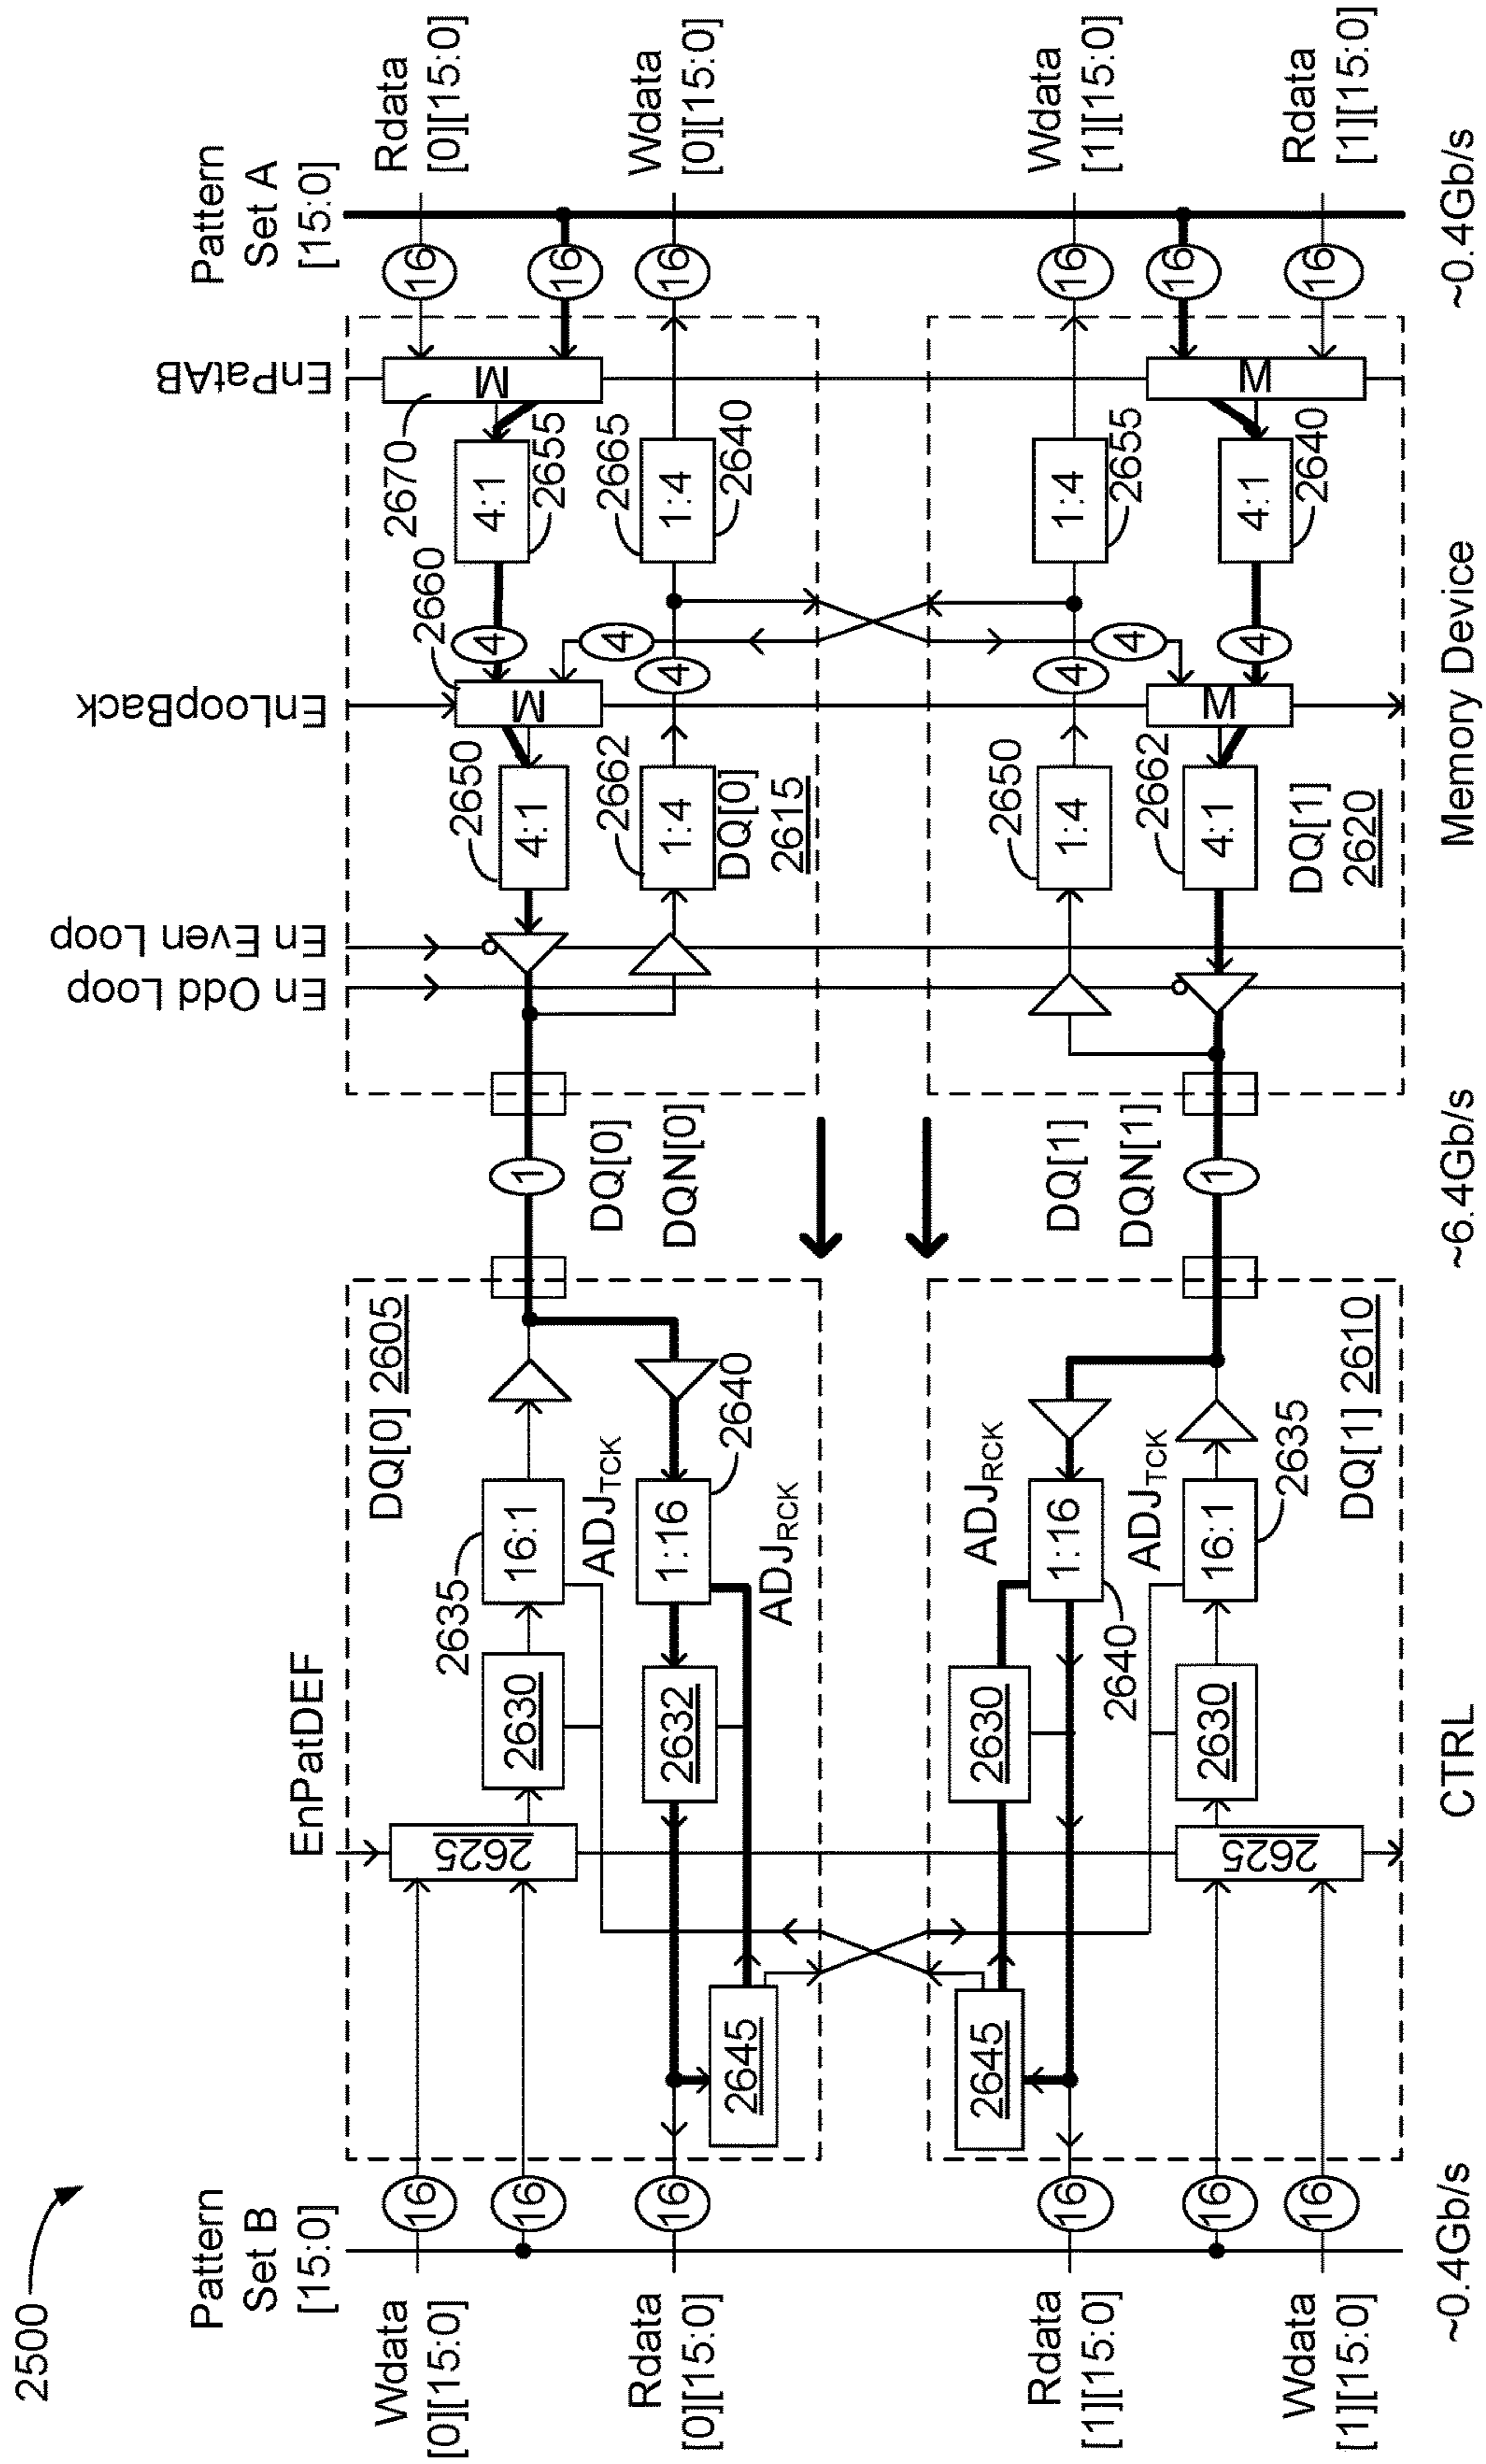 2500
Pattern
Set B
[15:0]
Wdata
[0][15:0]
16
16
Rdata
[0][15:0]
16
Rdata
[1][15:0]
16
16
Wdata
[1][15:0]
16
~0.4Gb/s
EnPatDEF
DQ[0] 2605
2625
2630
2635
16:1
ADJTCK
2645
2632
1:16
2640
ADJRCK
2645
2630
ADJRCK
1:16
2640
ADJTCK
2625
2630
16:1
2635
DQ[1] 2610
CTRL
1
DQ[0]
DQN[0]
DQ[1]
DQN[1]
1
~6.4Gb/s
En Odd Loop
En Even Loop
EnLoopBack
EnPatAB
2650
4:1
2660
M
4
4:1
2655
2670
M
4
2662
1:4
4
2665
1:4
2640
DQ[0]
2615
2650
1:4
4
1:4
2655
4
2662
4:1
M
4
4:1
2640
M
DQ[1]
2620
Memory Device
Pattern
Set A
[15:0]
16
Rdata
[0][15:0]
16
16
Wdata
[0][15:0]
16
Wdata
[1][15:0]
16
16
Rdata
[1][15:0]
~0.4Gb/s